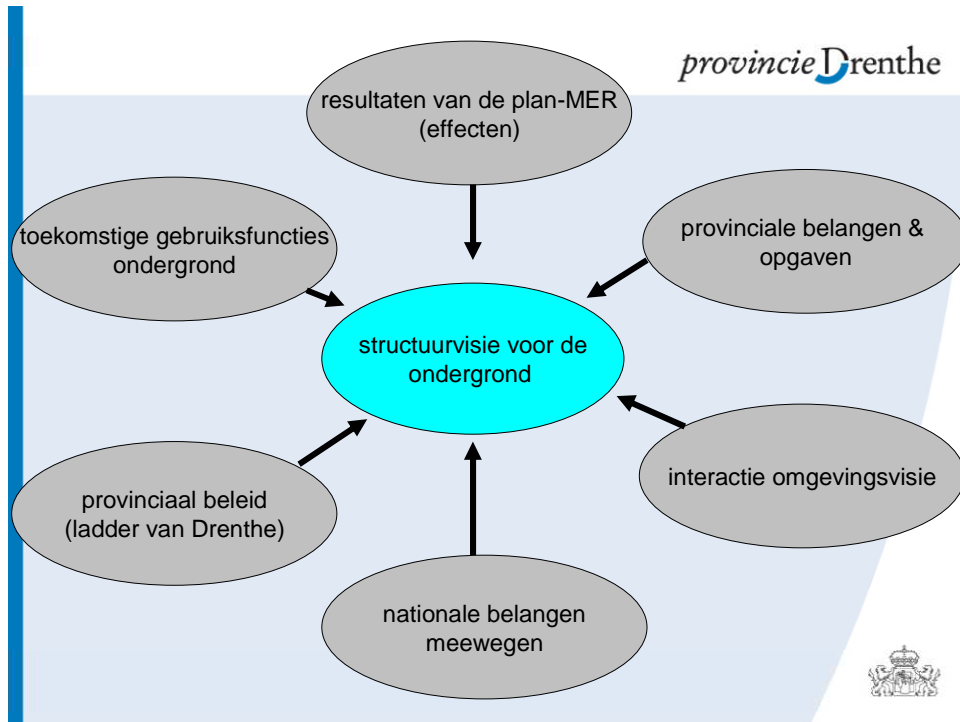 provincie Drenthe
resultaten van de plan-MER
(effecten)
toekomstige gebruiksfuncties
ondergrond
provinciale belangen &
opgaven
structuurvisie voor de
ondergrond
provinciaal beleid
(ladder van Drenthe)
interactie omgevingsvisie
nationale belangen
meewegen